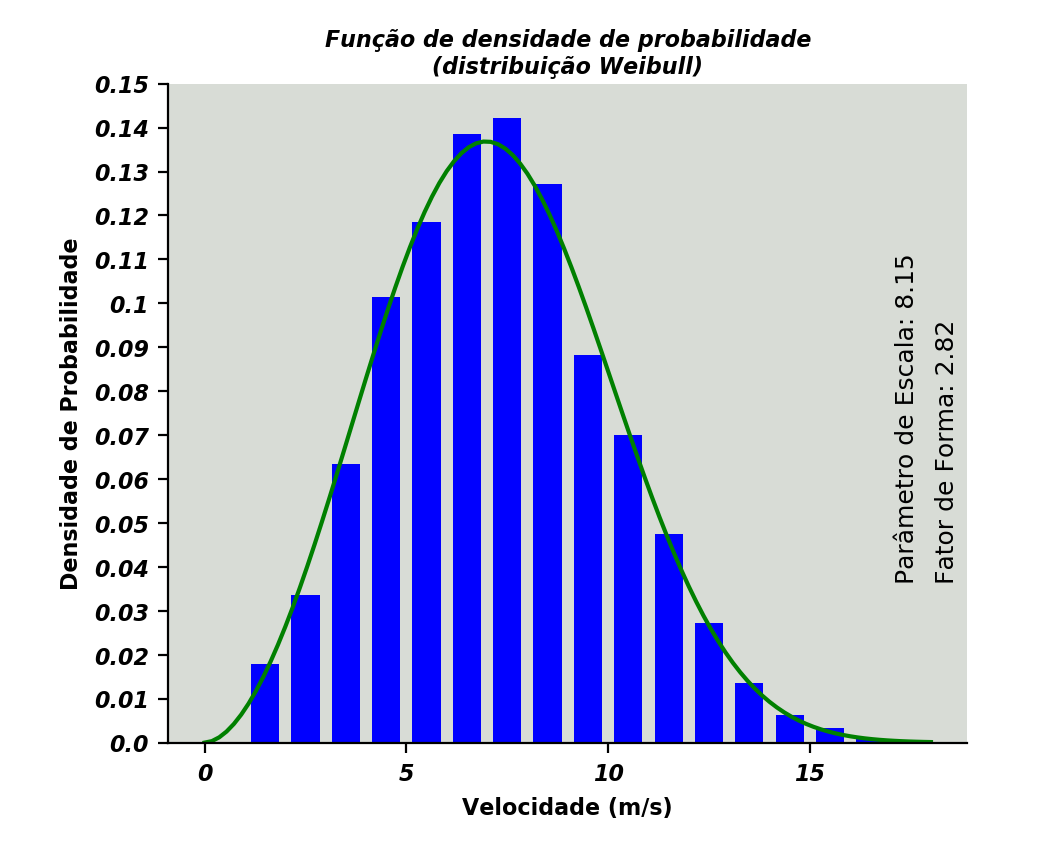 Função de densidade de probabilidade
(distribuição Weibull)
Densidade de Probabilidade
0.15
0.14
0.13
0.12
0.11
0.1
0.09
0.08
0.07
0.06
0.05
0.04
0.03
0.02
0.01
0.0
Parâmetro de Escala: 8.15
Fator de Forma: 2.82
0 5 10 15
Velocidade (m/s)